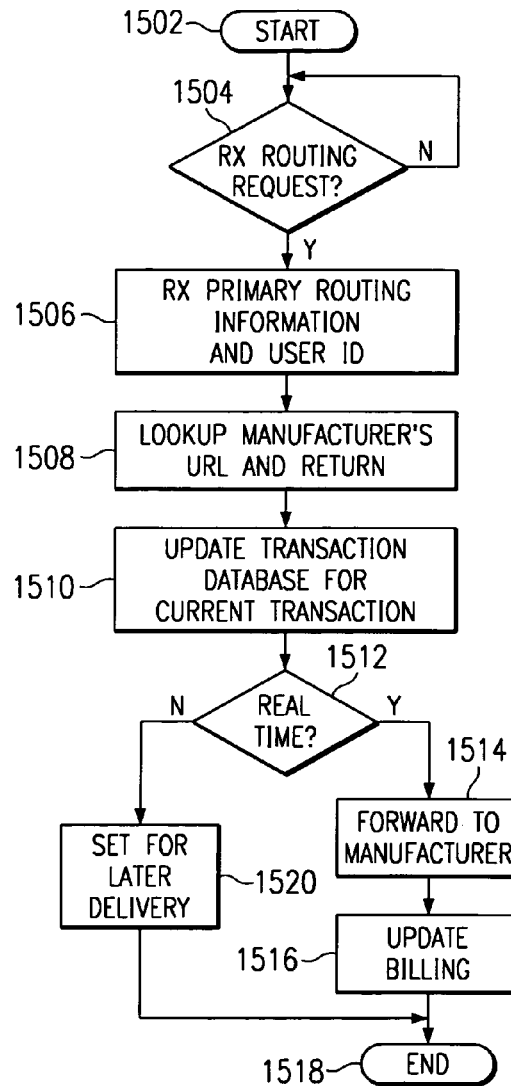 1502
START
1504
RX ROUTING
REQUEST?
N
Y
1506
RX PRIMARY ROUTING
INFORMATION
AND USER ID
1508
LOOKUP MANUFACTURER'S
URL AND RETURN
1510
UPDATE TRANSACTION
DATABASE FOR
CURRENT TRANSACTION
1512
N
REAL
TIME?
Y
1514
FORWARD TO
MANUFACTURER
SET FOR
LATER
DELIVERY
1520
1516
UPDATE
BILLING
1518
END